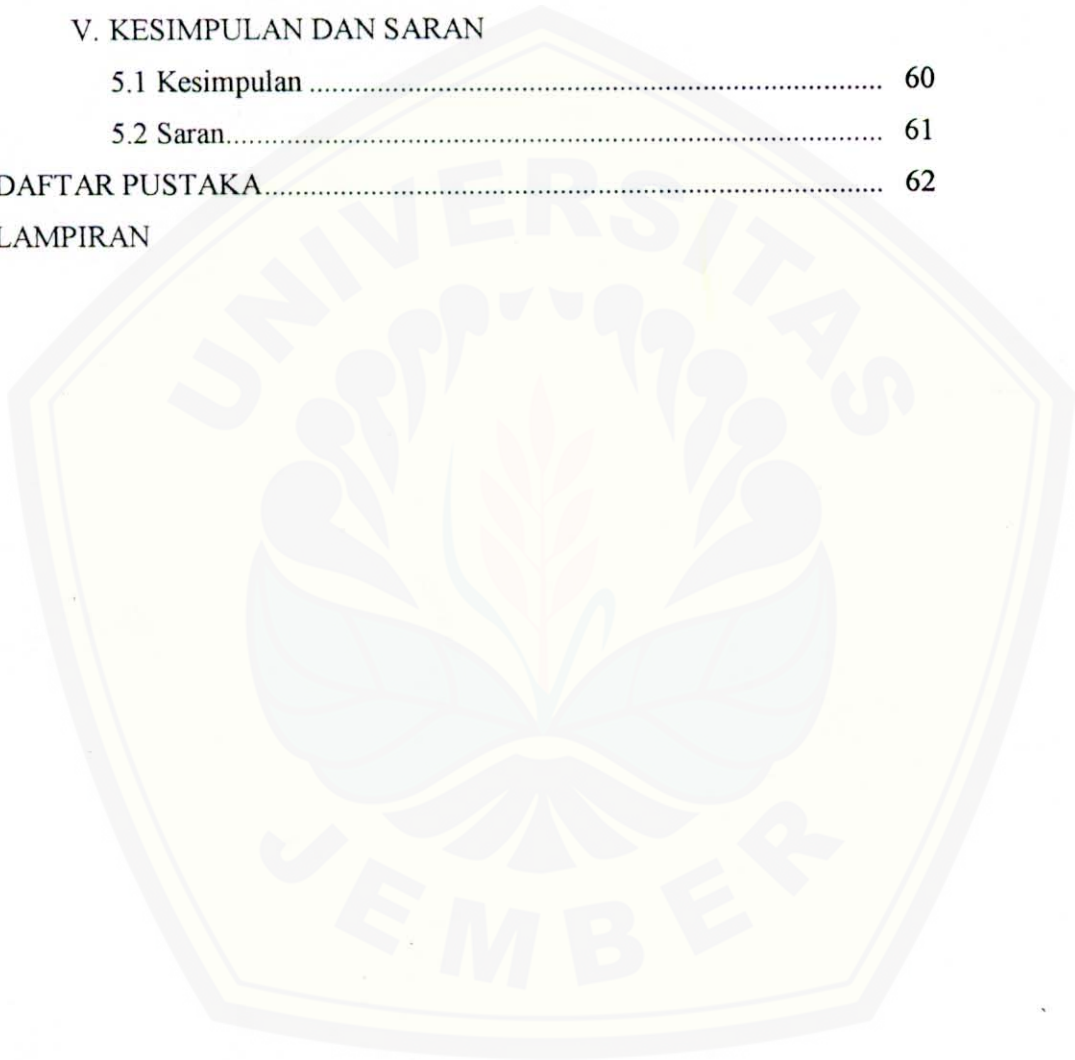 V. KESIMPULAN DAN SARAN
5.1 Kesimpulan ........................................................................... 60
5.2 Saran..................................................................................... 61
DAFTAR PUSTAKA................................................................................ 62
LAMPIRAN
UNIVERSITAS
JEMBER